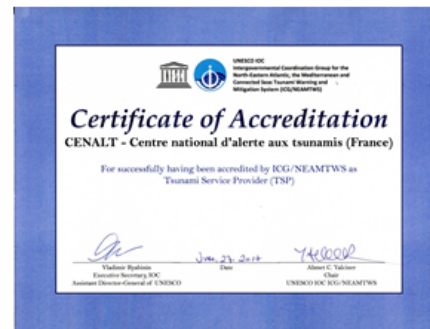 UNESCO IOC
Intergovernmental Coordination Group for the
North-Eastern Atlantic, the Mediterranean and
Connected Seas Tsunami Warning and
Mitigation System (ICG/NEAMTWS)
Certificate of Accreditation
CENALT - Centre national d'alerte aux tsunamis (France)
For successfully having been accredited by ICG/NEAMTWS as
Tsunami Service Provider (TSP)
Vladimir Ryabinin
Executive Secretary, IOC
Assistant Director-General of UNESCO
Date
Ahmet C. Yalciner
Chair
UNESCO IOC ICG/NEAMTWS